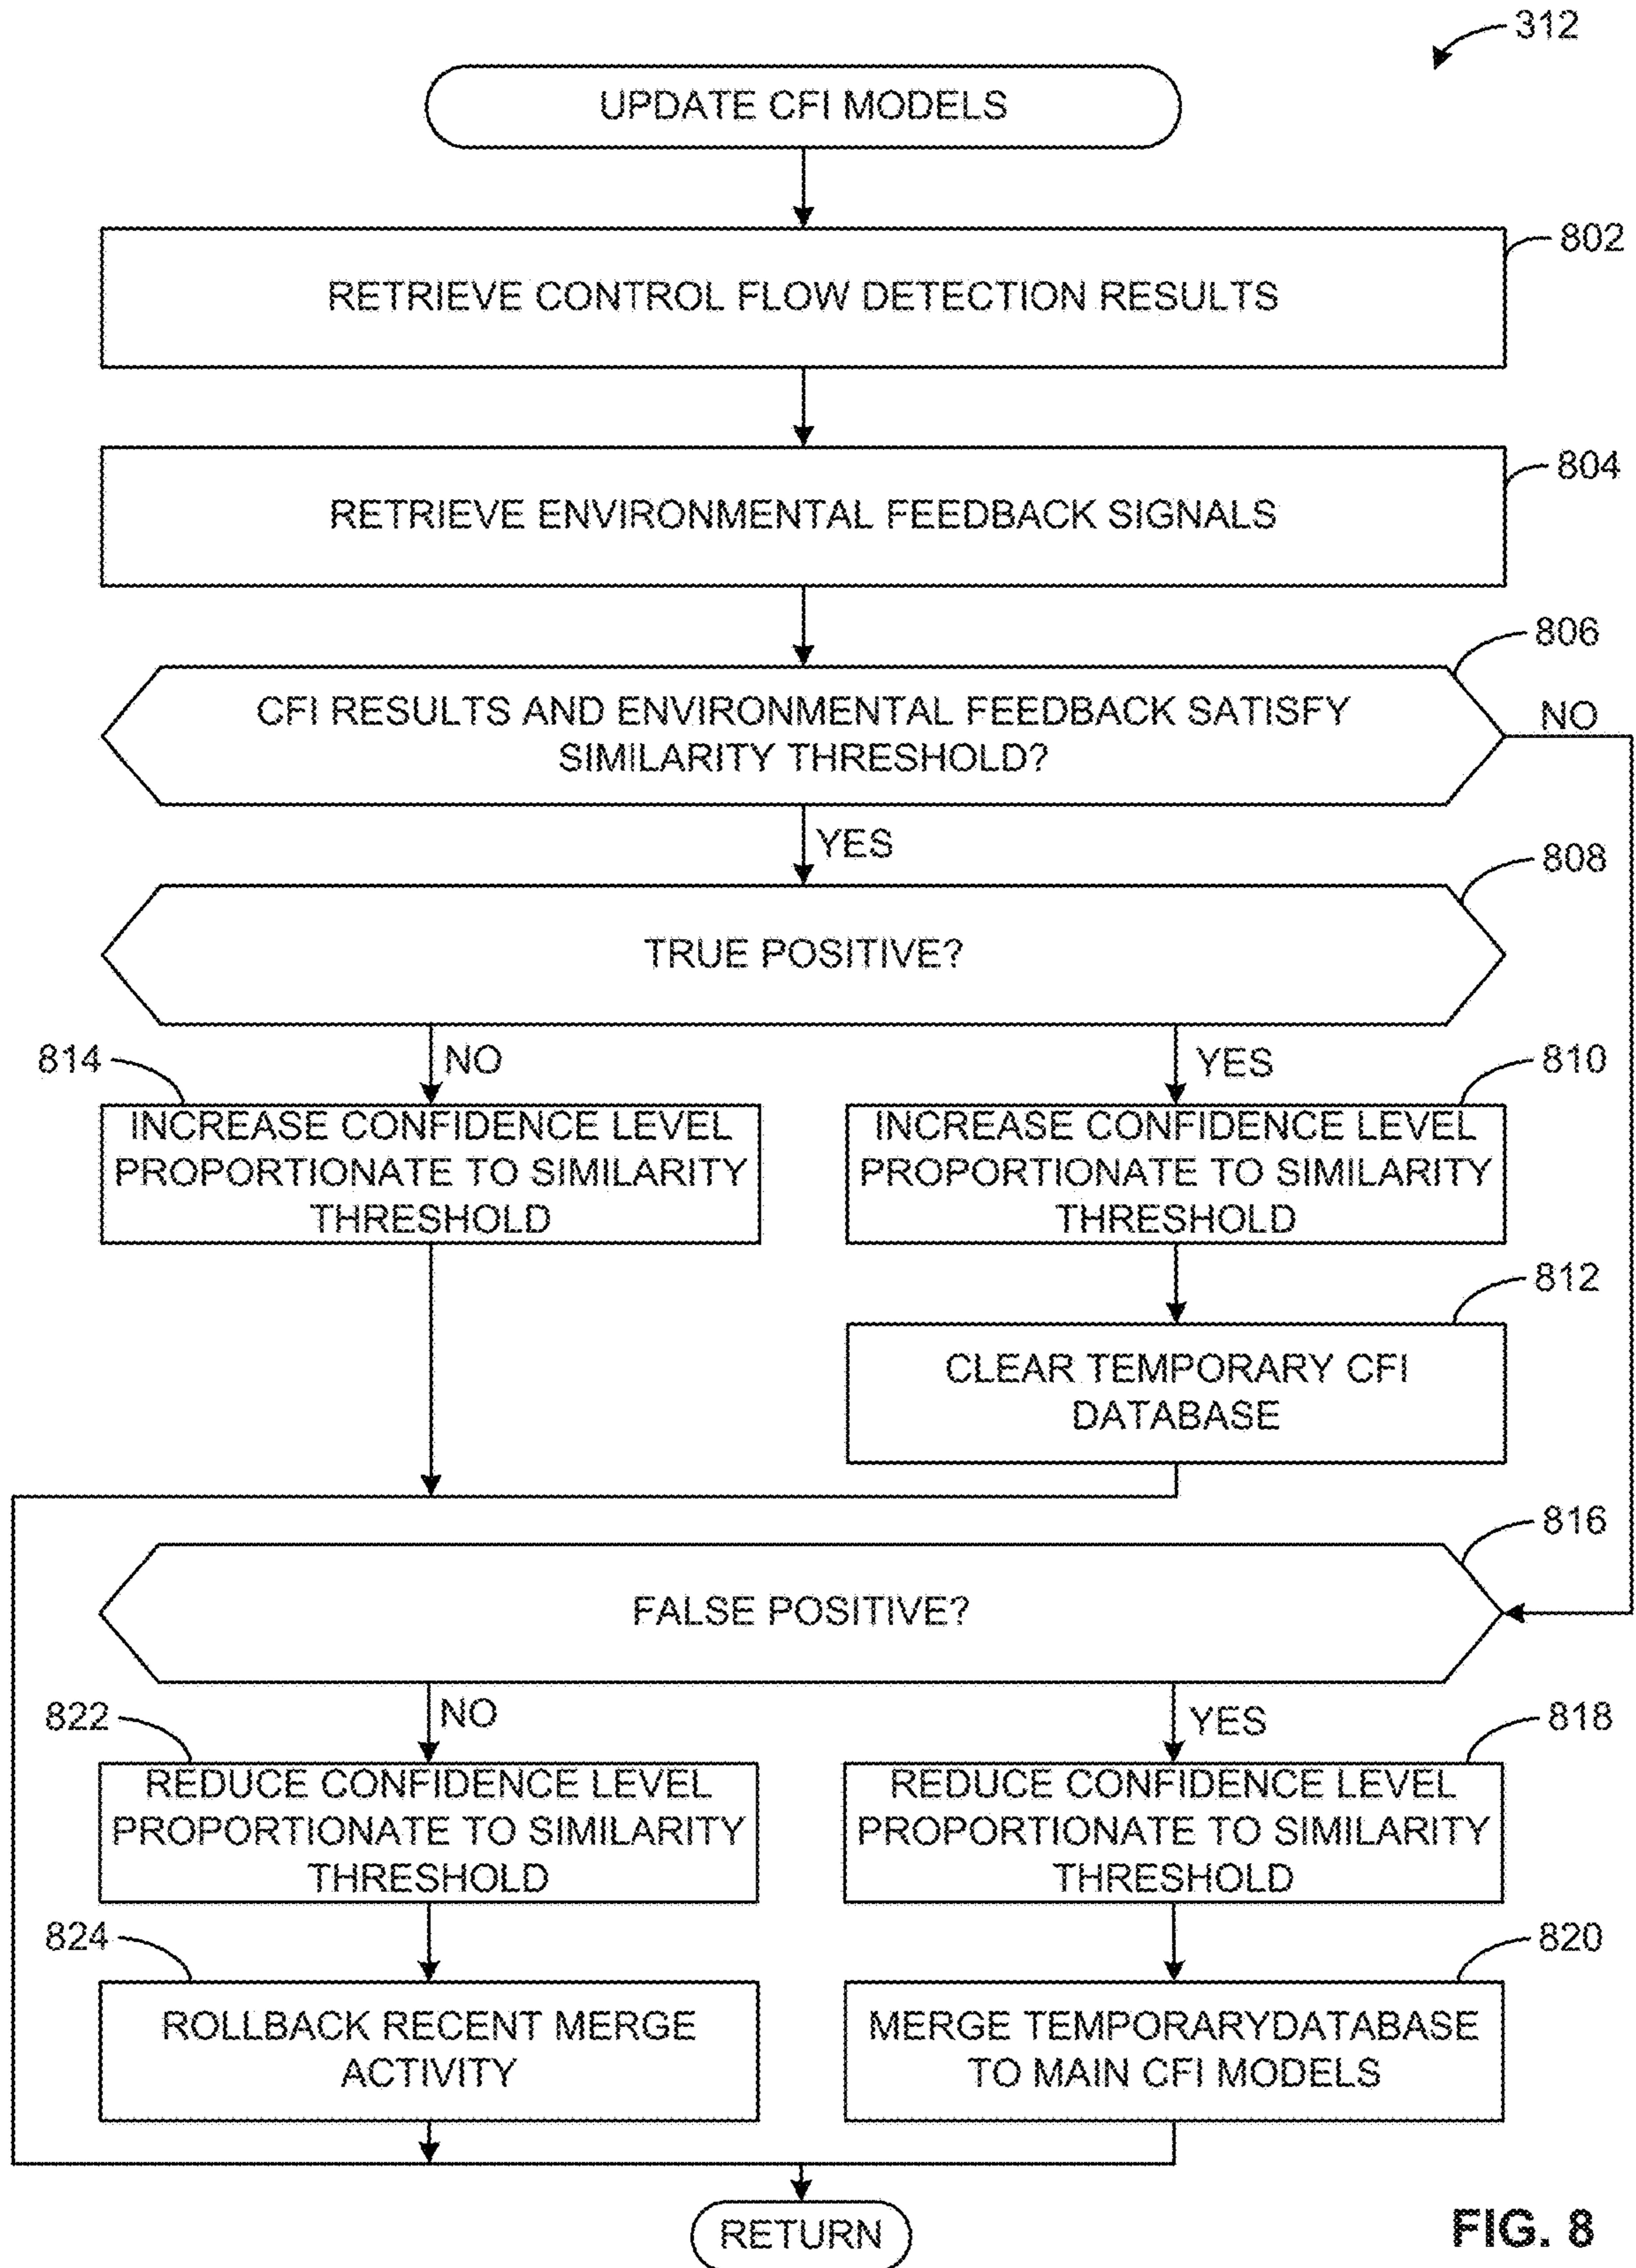 312
UPDATE CFI MODELS
802
RETRIEVE CONTROL FLOW DETECTION RESULTS
804
RETRIEVE ENVIRONMENTAL FEEDBACK SIGNALS
806
CFI RESULTS AND ENVIRONMENTAL FEEDBACK SATISFY
SIMILARITY THRESHOLD?
NO
YES
808
TRUE POSITIVE?
814
NO
YES
810
INCREASE CONFIDENCE LEVEL
PROPORTIONATE TO SIMILARITY
THRESHOLD
INCREASE CONFIDENCE LEVEL
PROPORTIONATE TO SIMILARITY
THRESHOLD
812
CLEAR TEMPORARY CFI
DATABASE
816
FALSE POSITIVE?
822
NO
YES
818
REDUCE CONFIDENCE LEVEL
PROPORTIONATE TO SIMILARITY
THRESHOLD
REDUCE CONFIDENCE LEVEL
PROPORTIONATE TO SIMILARITY
THRESHOLD
824
820
ROLLBACK RECENT MERGE
ACTIVITY
MERGE TEMPORARYDATABASE
TO MAIN CFI MODELS
RETURN
FIG. 8